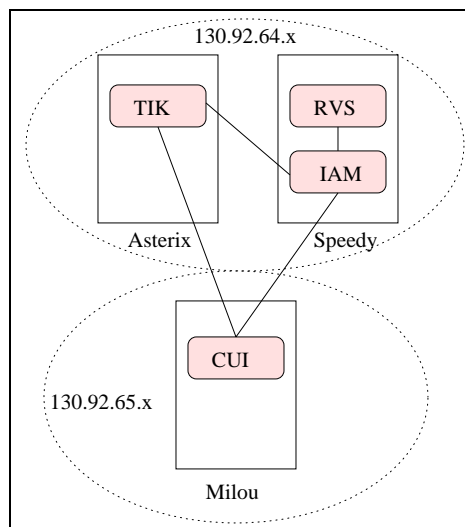 130.92.64.x
TIK
RVS
IAM
Asterix
Speedy
CUI
130.92.65.x
Milou